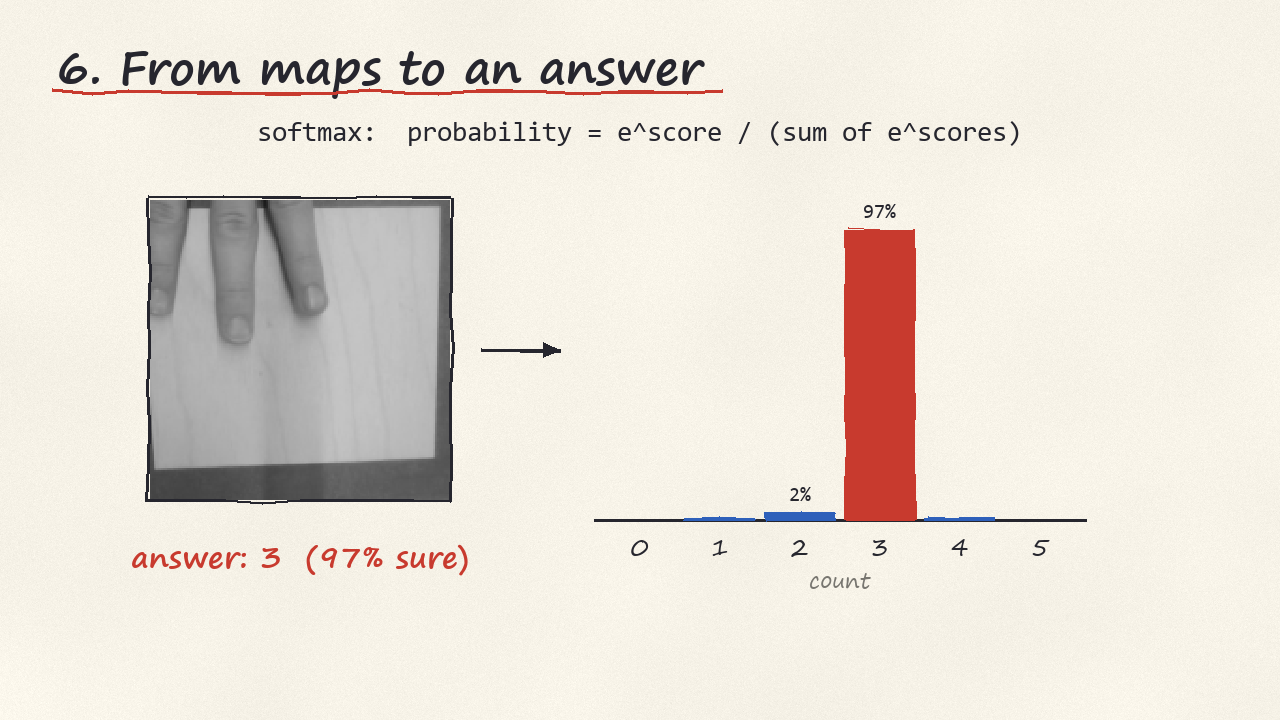 6. From maps to an answer
softmax:  probability = e^score / (sum of e^scores)
97%
2%
0 1 2 3 4 5
count
answer: 3  (97% sure)